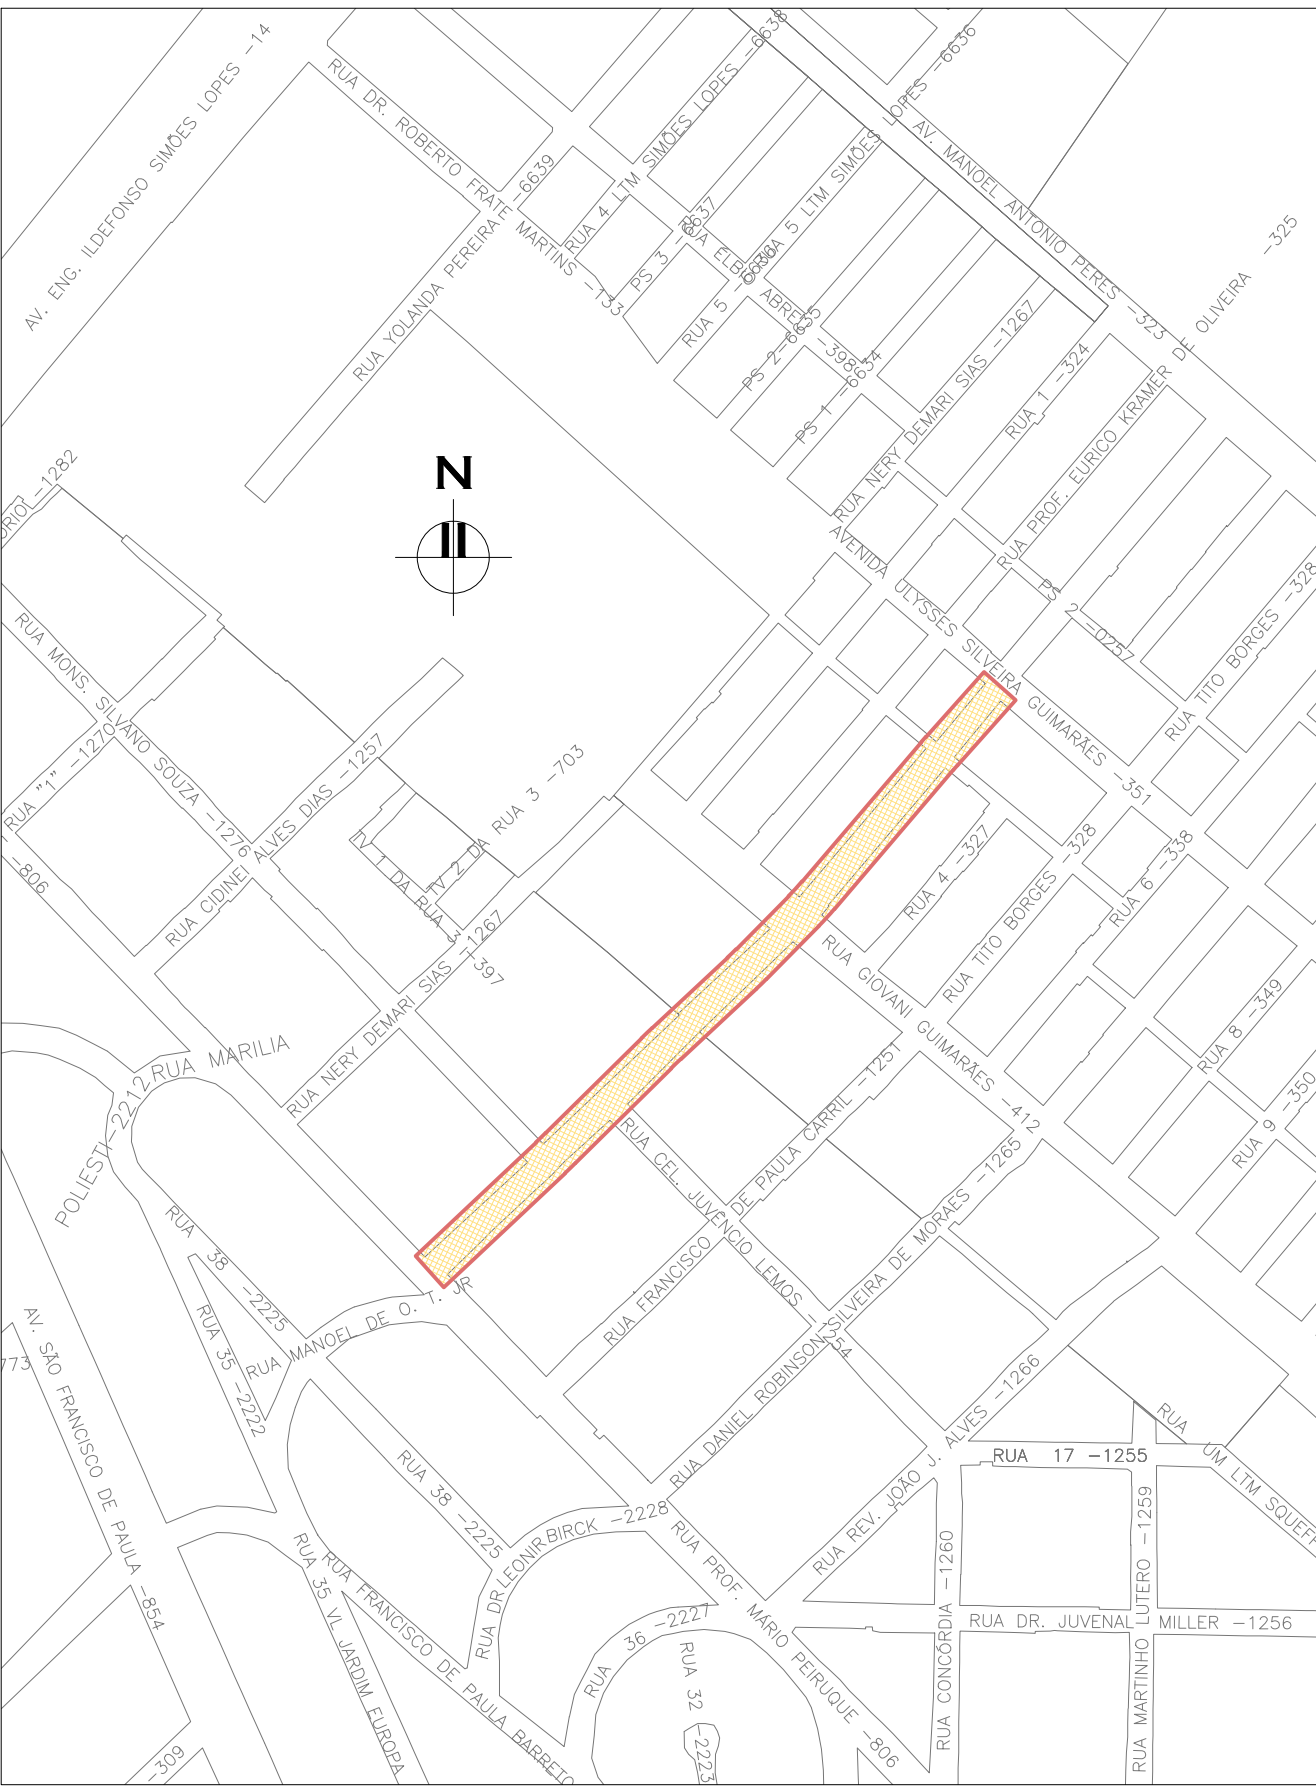 AV. ENG. ILDEFONSO SIMÕES LOPES -14
RUA DR. ROBERTO FRATE MARTINS -133
RUA YOLANDA PEREIRA -6639
RUA 4 LTM SIMÕES LOPES -6638
PS 3 -6637
RUA 5 LTM SIMÕES LOPES -6636
RUA 5 -6636
ABREU -398
PS 2-6635
PS 1 -6634
AV. MANOEL ANTONIO PERES -323
RUA NERY DEMARI SIAS -1267
RUA 1 -324
RUA PROF. EURICO KRAMER DE OLIVEIRA -325
-1282
N
AVENIDA ULYSSES SILVEIRA GUIMARÃES -351
PS 2 -0257
RUA TITO BORGES -328
RUA MONS. SILVANO SOUZA -1276
RUA "1" -1270
-806
RUA CIDINEI ALVES DIAS -1257
TV 1 DA RUA 3 -397
TV 2 DA RUA 3 -703
RUA NERY DEMARI SIAS -1267
RUA 4 -327
RUA TITO BORGES -328
RUA 6 -338
RUA GIOVANI GUIMARÃES -412
RUA 8 -349
RUA 9 -350
RUA MARILIA
POLIESTI -2212
RUA CEL. JUVENCIO LEMOS -1254
RUA FRANCISCO DE PAULA CARRIL -1251
RUA DANIEL ROBINSON SILVEIRA DE MORAES -1265
RUA 38 -2225
RUA 35 -2222
RUA MANOEL DE O. T. JR
AV. SÃO FRANCISCO DE PAULA -854
773
RUA 38 -2225
RUA REV. JOÃO J. ALVES -1266
RUA 17 -1255
RUA UM LTM SQUEFF
RUA DR LEONIR BIRCK -2228
RUA PROF. MÁRIO PEIRUQUE -806
RUA CONCÓRDIA -1260
RUA MARTINHO LUTERO -1259
RUA DR. JUVENAL MILLER -1256
RUA 35 VL JARDIM EUROPA
RUA FRANCISCO DE PAULA BARRETO
RUA 36 -2227
RUA 32 -2223
-309